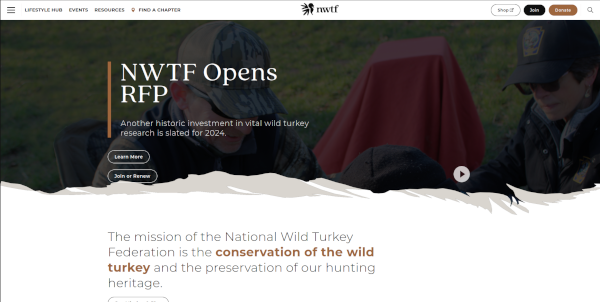 LIFESTYLE HUB EVENTS RESOURCES FIND A CHAPTER nwtf Shop Join Donate
NWTF Opens
RFP
Another historic investment in vital wild turkey
research is slated for 2024.
Learn More
Join or Renew
The mission of the National Wild Turkey
Federation is the conservation of the wild
turkey and the preservation of our hunting
heritage.